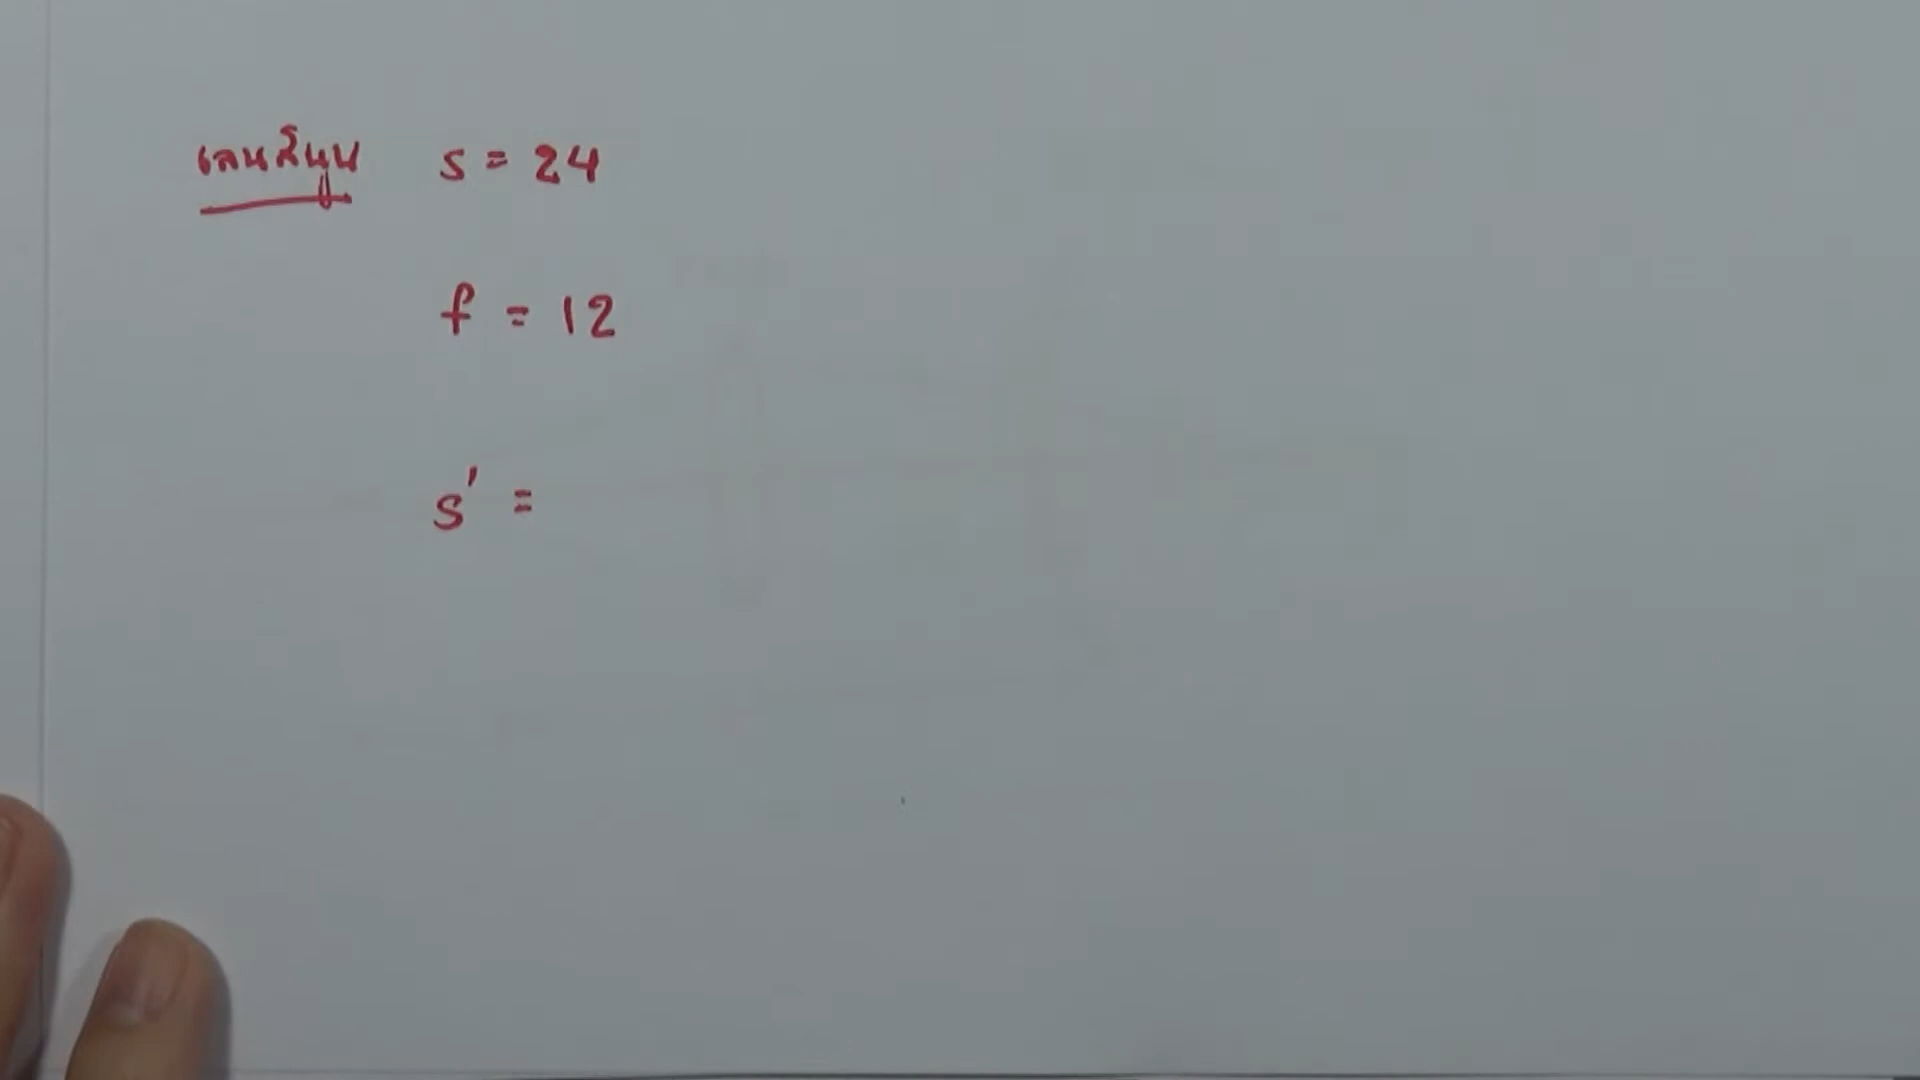 เลนส์นูน s = 24
f = 12
s' =